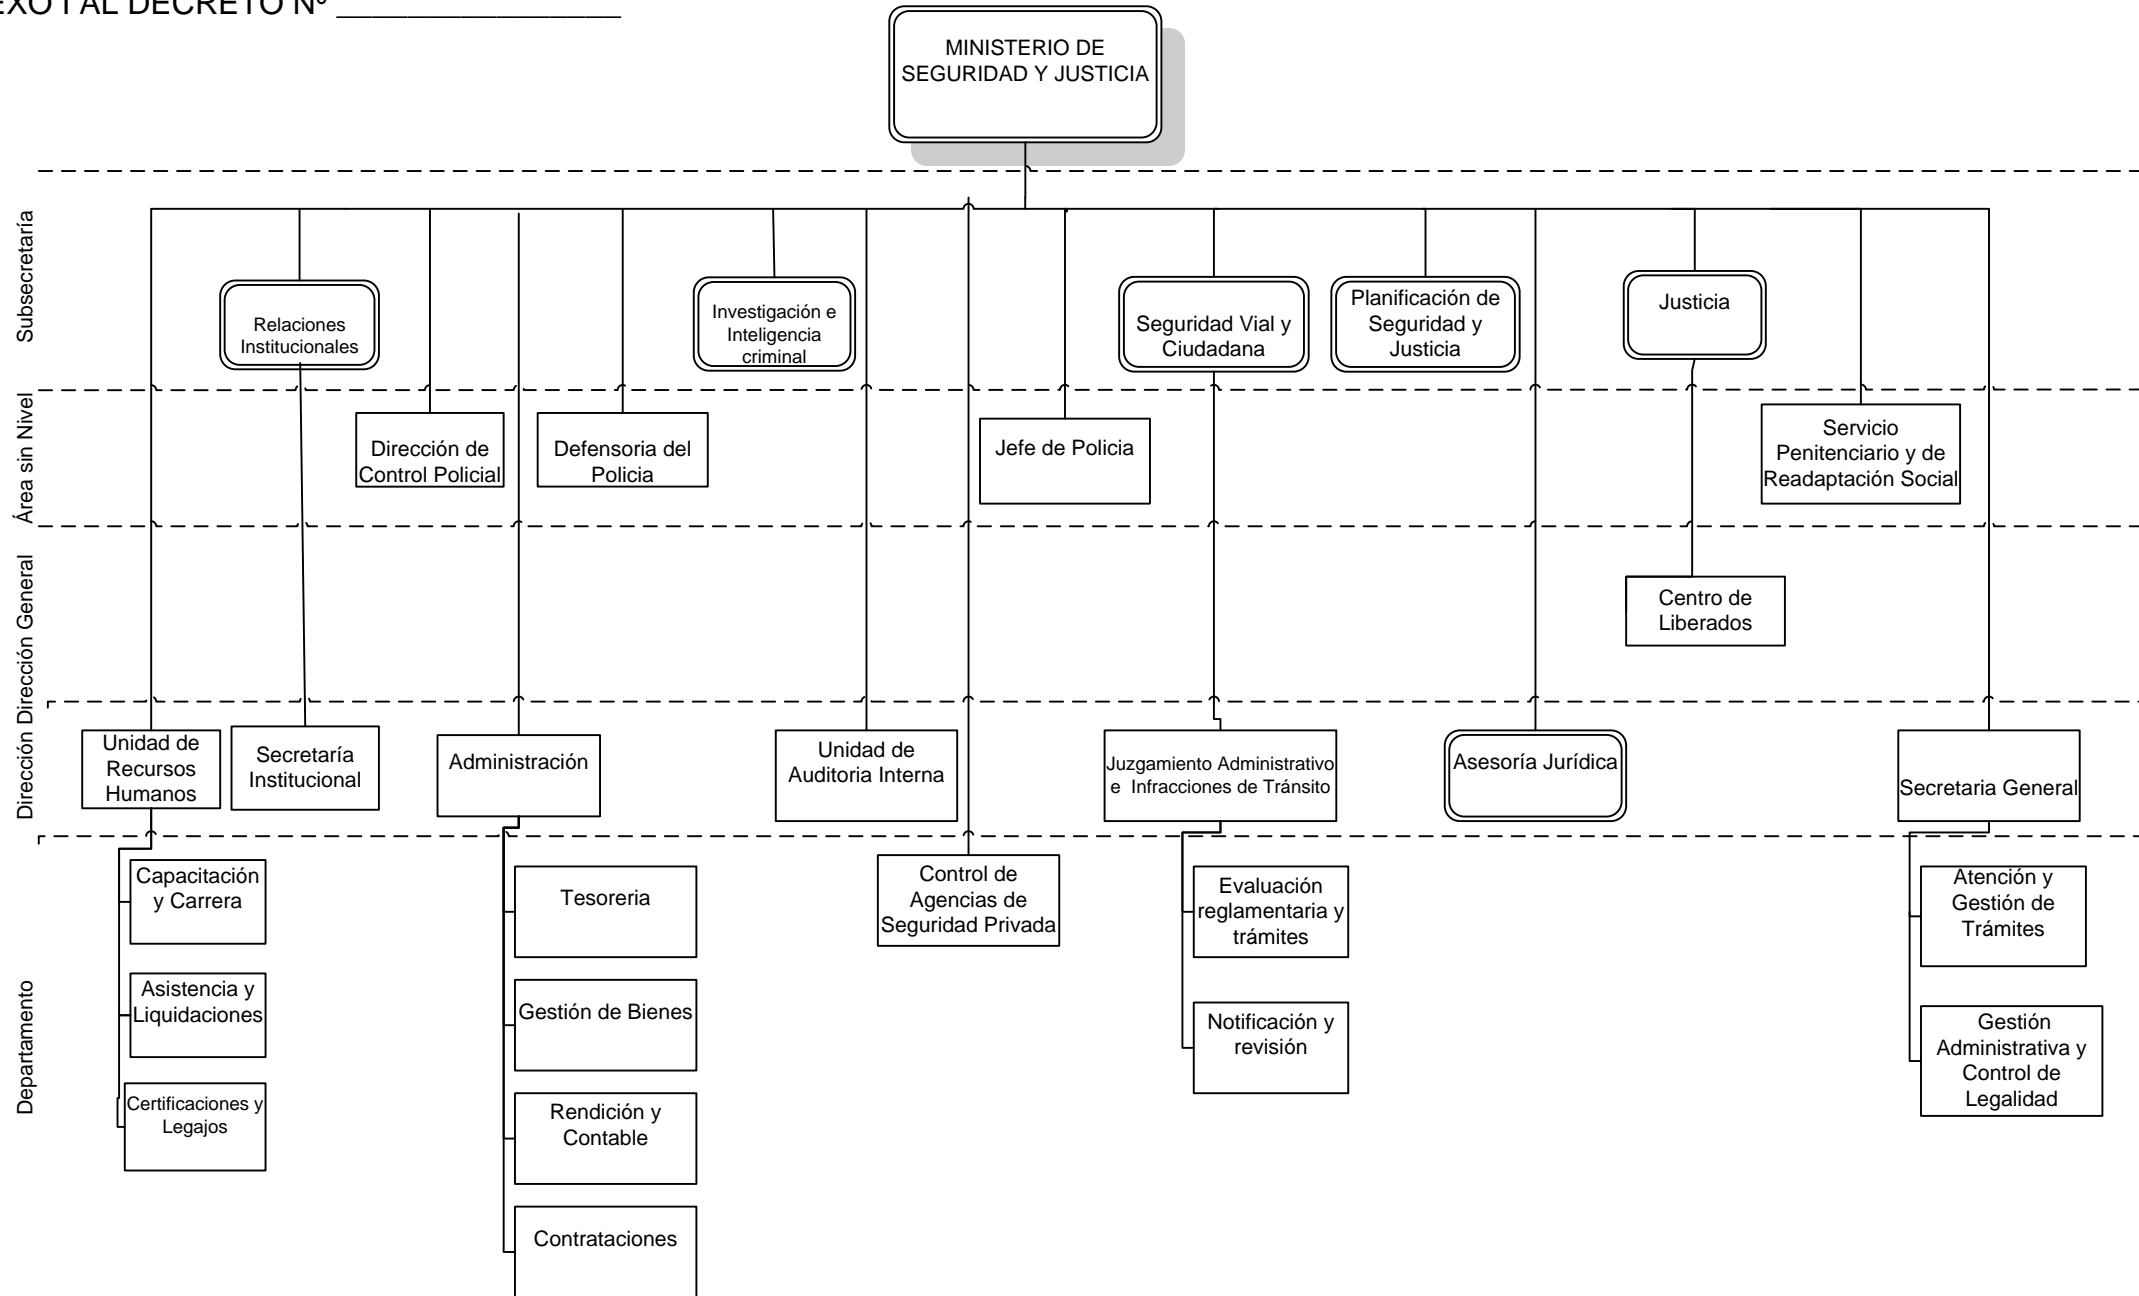 EXO I AL DECRETO Nº _________________
MINISTERIO DE
SEGURIDAD Y JUSTICIA
Subsecretaría
Relaciones
Institucionales
Investigación e
Inteligencia
criminal
Seguridad Vial y
Ciudadana
Planificación de
Seguridad y
Justicia
Justicia
Área sin Nivel
Dirección de
Control Policial
Defensoria del
Policia
Jefe de Policia
Servicio
Penitenciario y de
Readaptación Social
Dirección General
Centro de
Liberados
Dirección
Unidad de
Recursos
Humanos
Secretaría
Institucional
Administración
Unidad de
Auditoria Interna
Juzgamiento Administrativo
e Infracciones de Tránsito
Asesoría Jurídica
Secretaria General
Departamento
Capacitación
y Carrera
Asistencia y
Liquidaciones
Certificaciones y
Legajos
Tesoreria
Gestión de Bienes
Rendición y
Contable
Contrataciones
Control de
Agencias de
Seguridad Privada
Evaluación
reglamentaria y
trámites
Notificación y
revisión
Atención y
Gestión de
Trámites
Gestión
Administrativa y
Control de
Legalidad